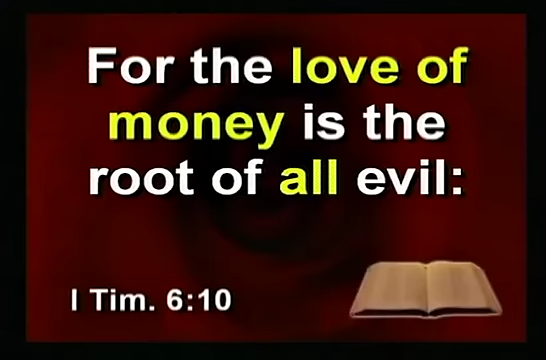 For the love of
money is the
root of all evil:
I Tim. 6:10